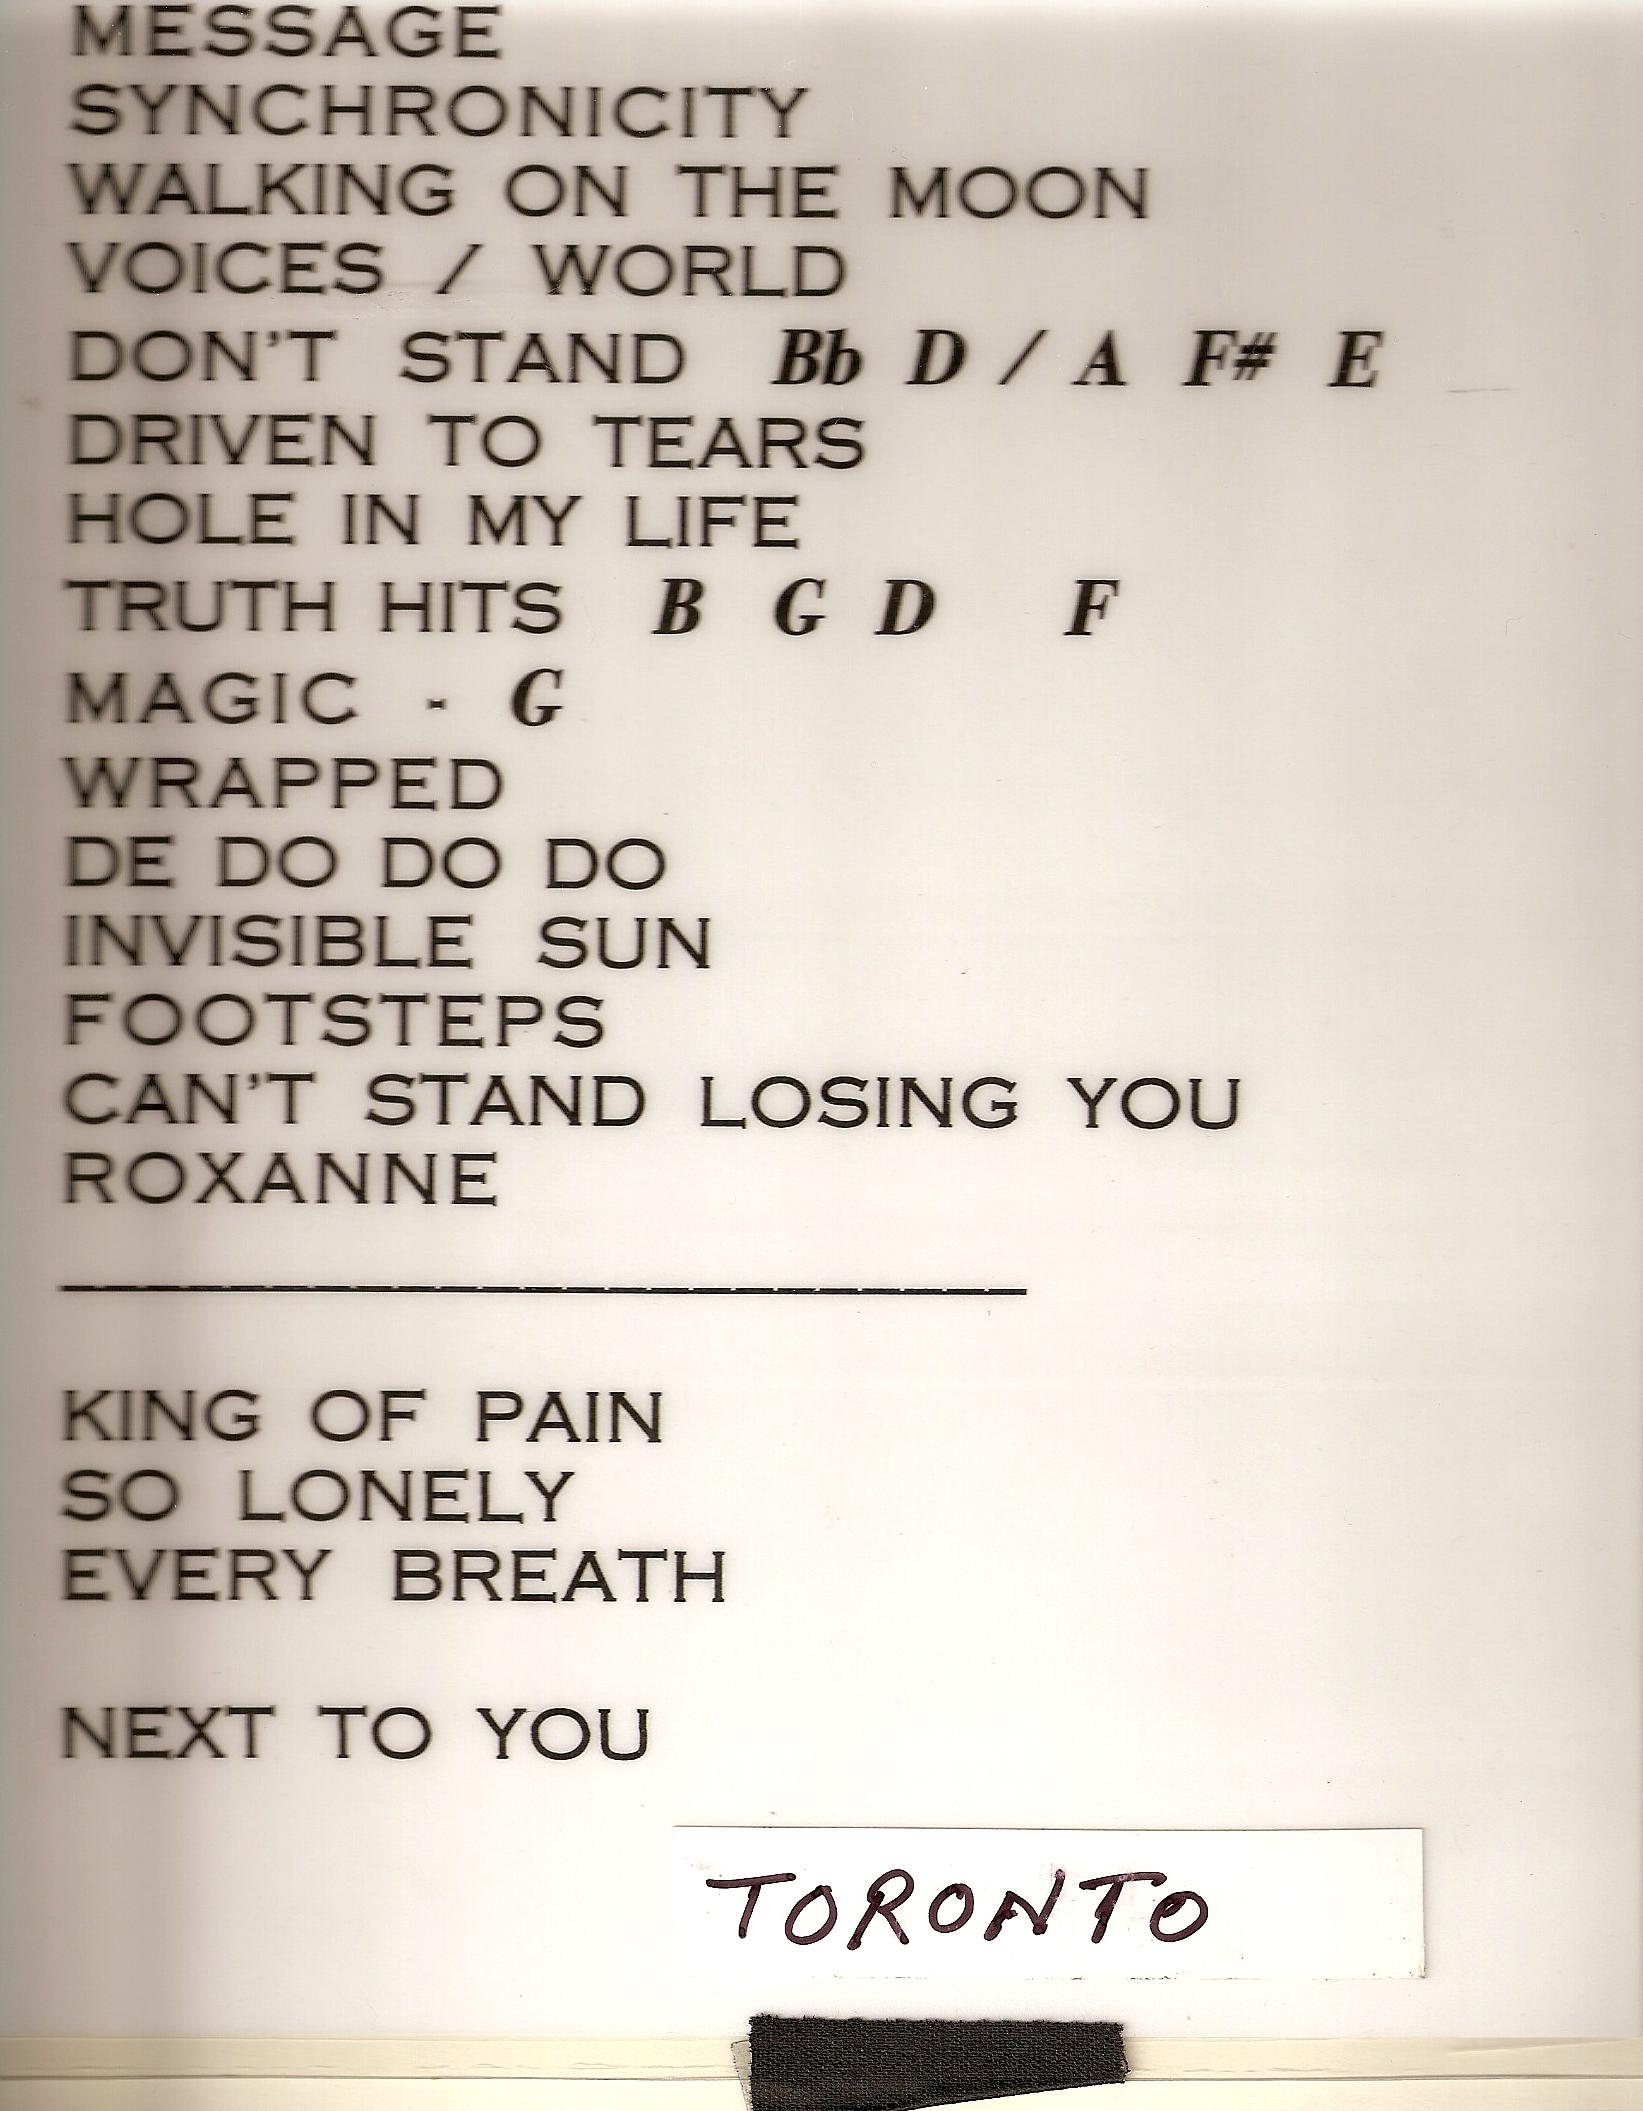 MESSAGE
SYNCHRONICITY
WALKING ON THE MOON
VOICES / WORLD
DON'T STAND Bb D / A F# E
DRIVEN TO TEARS
HOLE IN MY LIFE
TRUTH HITS B G D F
MAGIC - G
WRAPPED
DE DO DO DO
INVISIBLE SUN
FOOTSTEPS
CAN'T STAND LOSING YOU
ROXANNE
KING OF PAIN
SO LONELY
EVERY BREATH
NEXT TO YOU
TORONTO